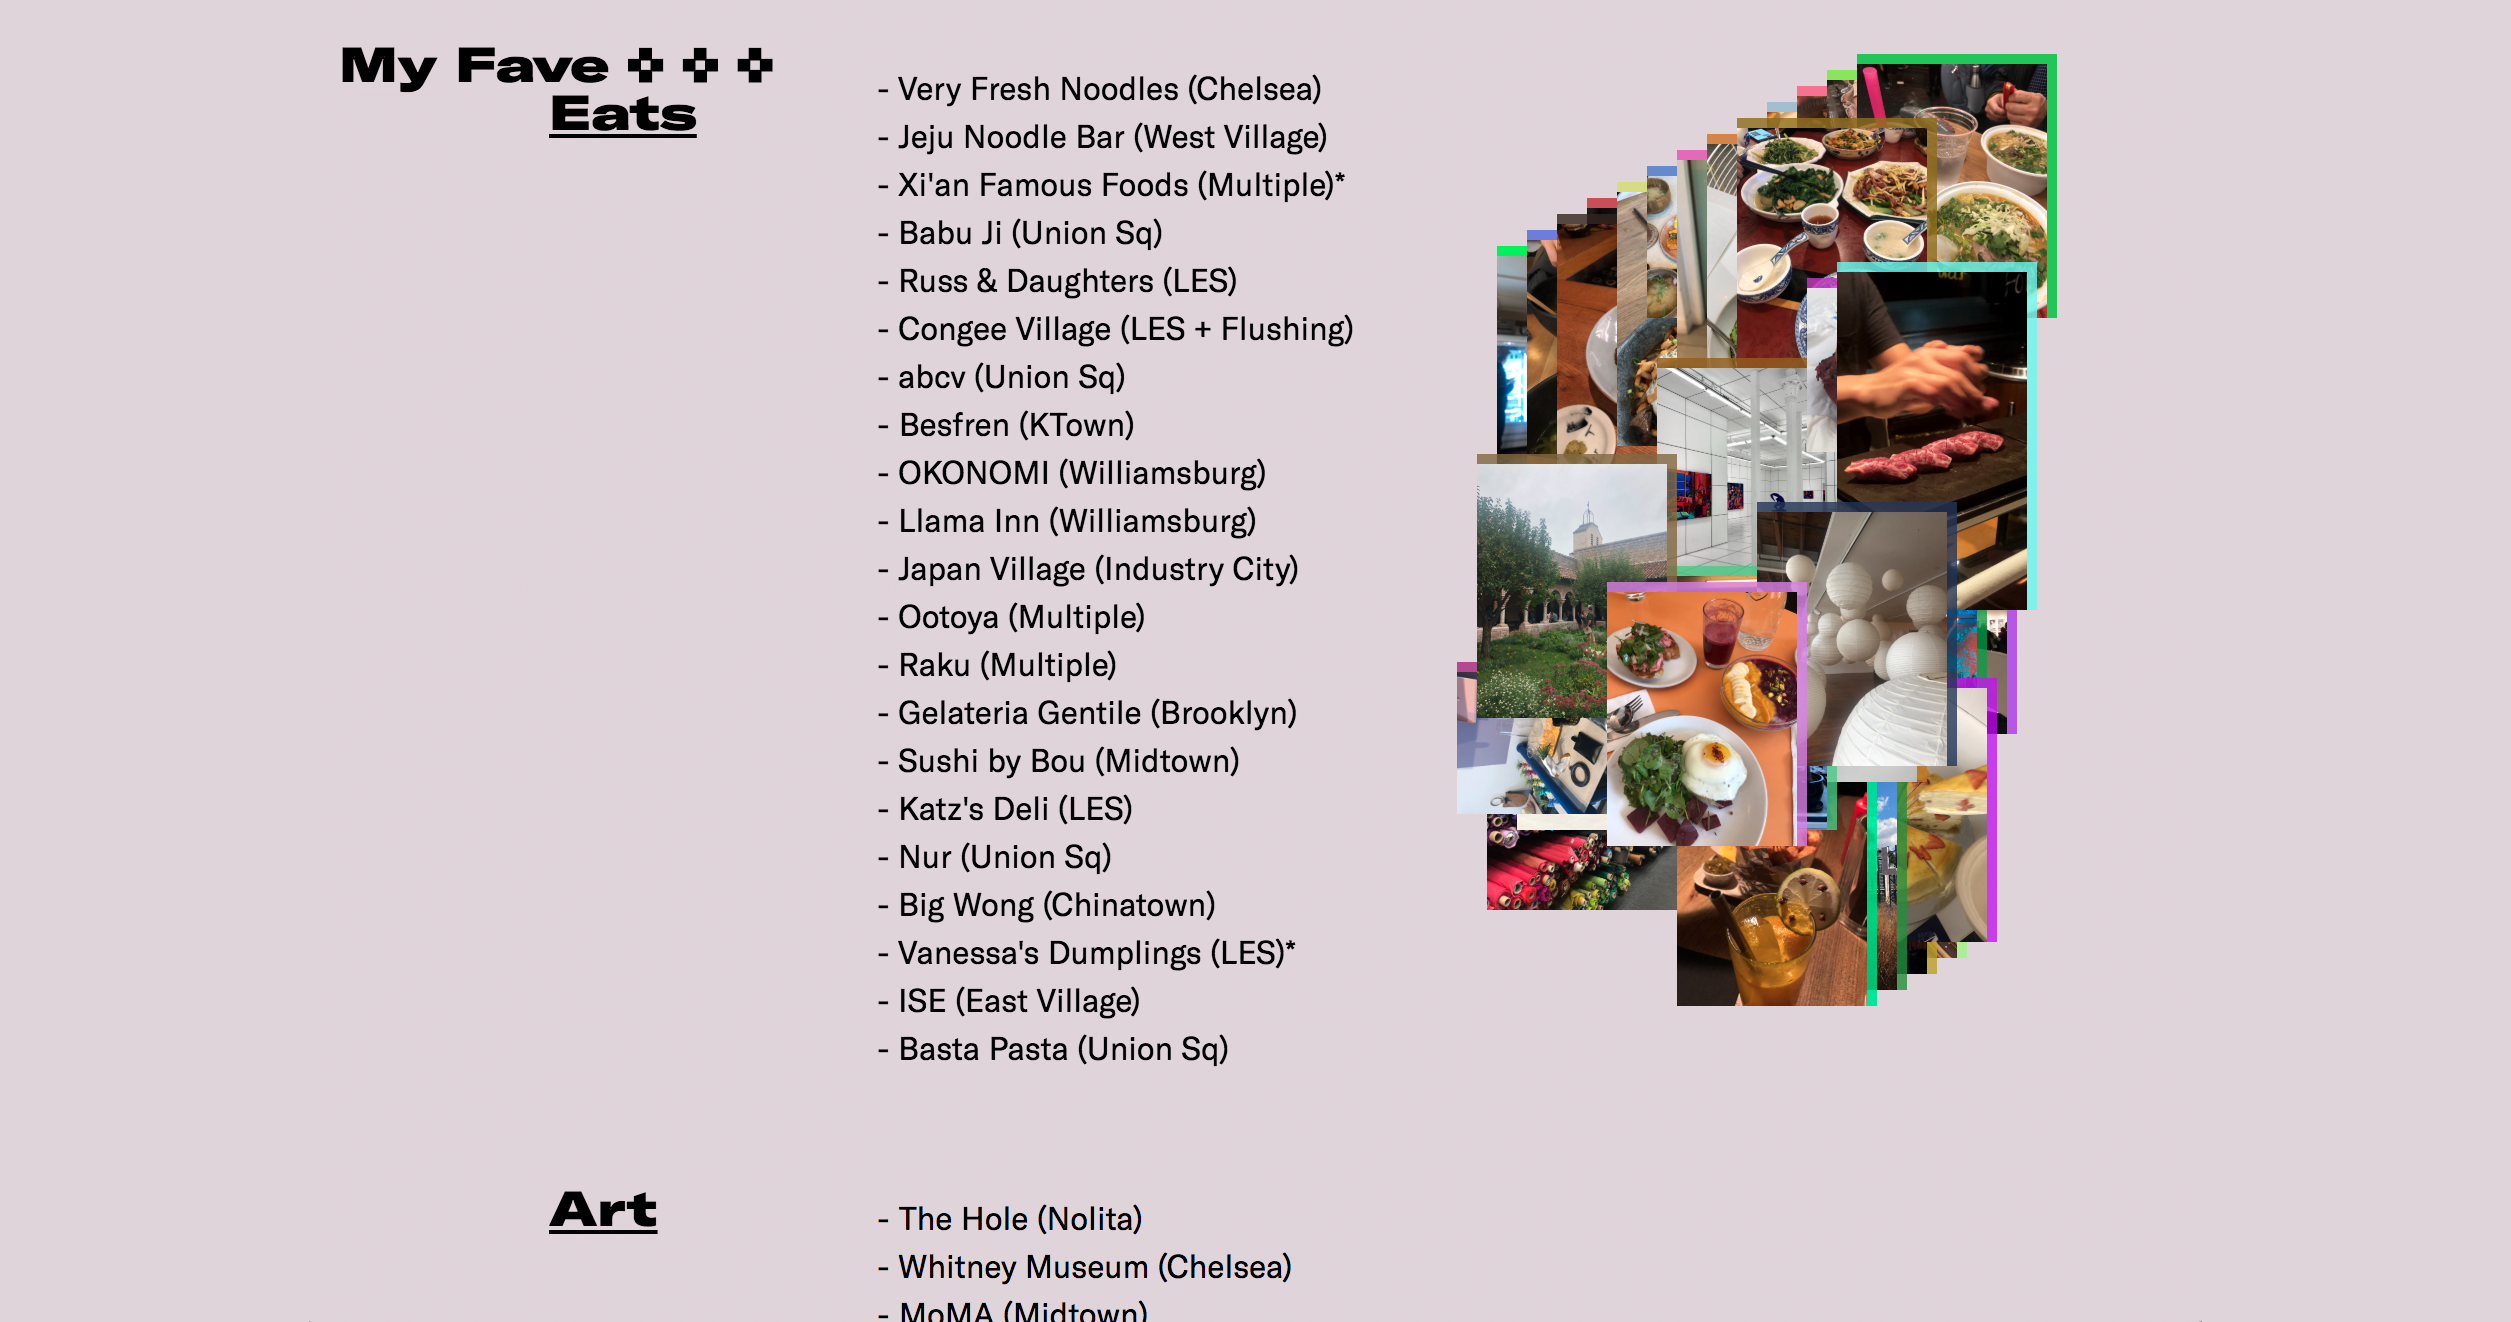 My Fave
Eats
- Very Fresh Noodles (Chelsea)
- Jeju Noodle Bar (West Village)
- Xi'an Famous Foods (Multiple)*
- Babu Ji (Union Sq)
- Russ & Daughters (LES)
- Congee Village (LES + Flushing)
- abcv (Union Sq)
- Besfren (KTown)
- OKONOMI (Williamsburg)
- Llama Inn (Williamsburg)
- Japan Village (Industry City)
- Ootoya (Multiple)
- Raku (Multiple)
- Gelateria Gentile (Brooklyn)
- Sushi by Bou (Midtown)
- Katz's Deli (LES)
- Nur (Union Sq)
- Big Wong (Chinatown)
- Vanessa's Dumplings (LES)*
- ISE (East Village)
- Basta Pasta (Union Sq)
Art
- The Hole (Nolita)
- Whitney Museum (Chelsea)
- MoMA (Midtown)